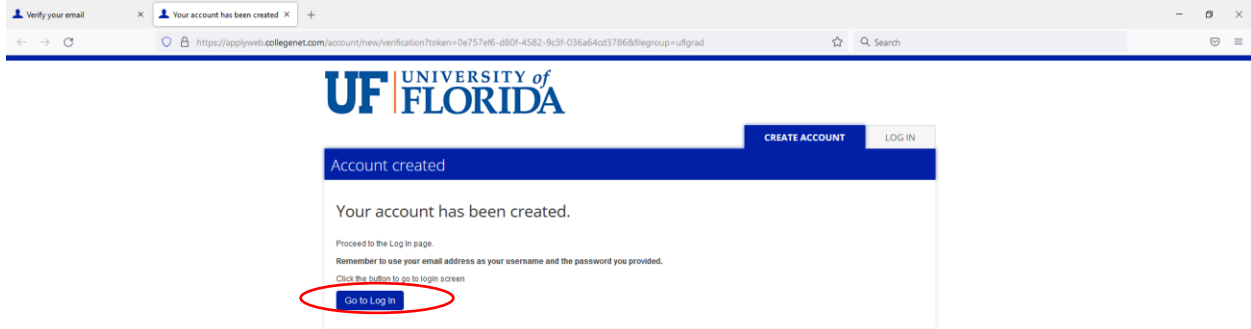 Verify your email
Your account has been created
https://applyweb.collegenet.com/account/new/verification?token=0e757ef6-d80f-4582-9c3f-036a64cd3786&filegroup=uflgrad
Search
UF UNIVERSITY of FLORIDA
CREATE ACCOUNT
LOG IN
Account created
Your account has been created.
Proceed to the Log In page.
Remember to use your email address as your username and the password you provided.
Click the button to go to login screen
Go to Log In